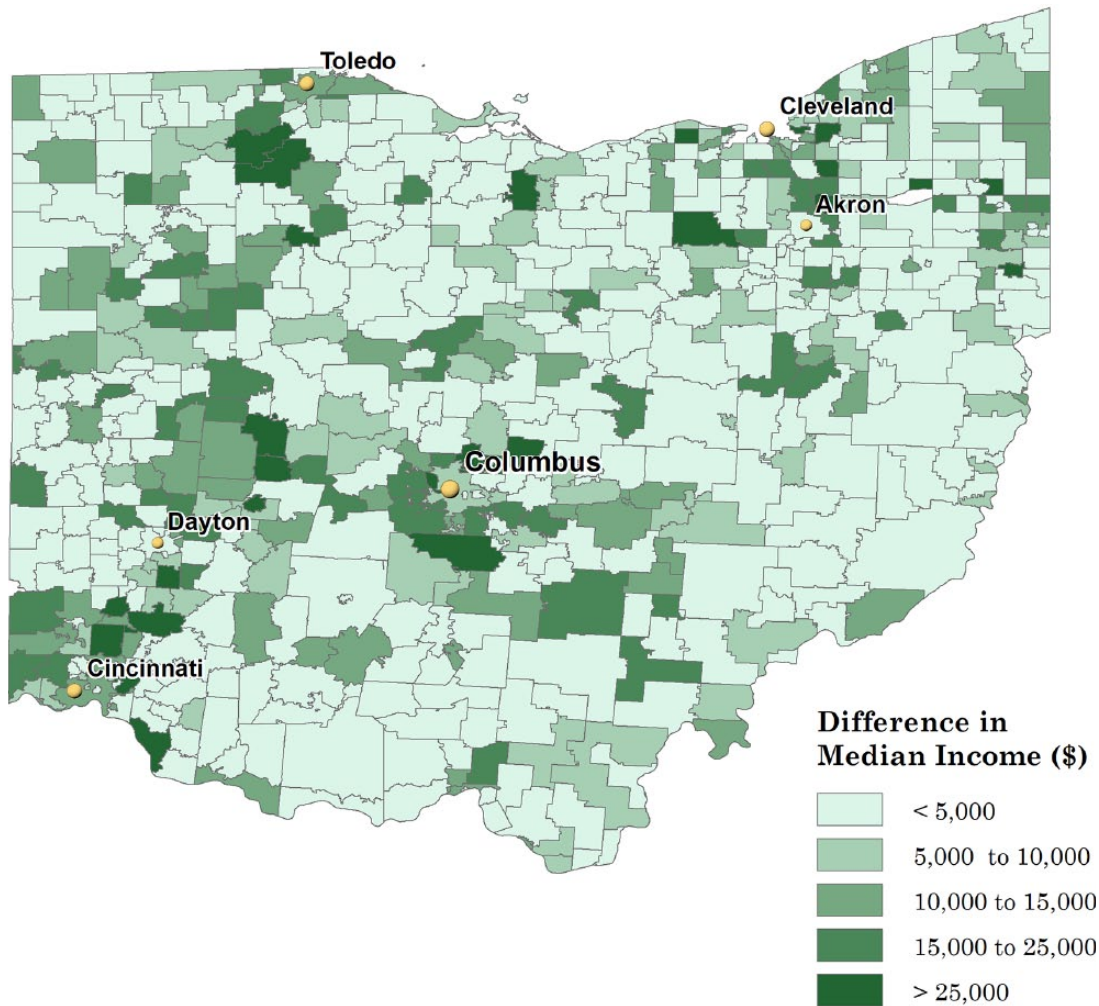 Toledo
Cleveland
Akron
Columbus
Dayton
Cincinnati
Difference in
Median Income ($)
< 5,000
5,000 to 10,000
10,000 to 15,000
15,000 to 25,000
> 25,000